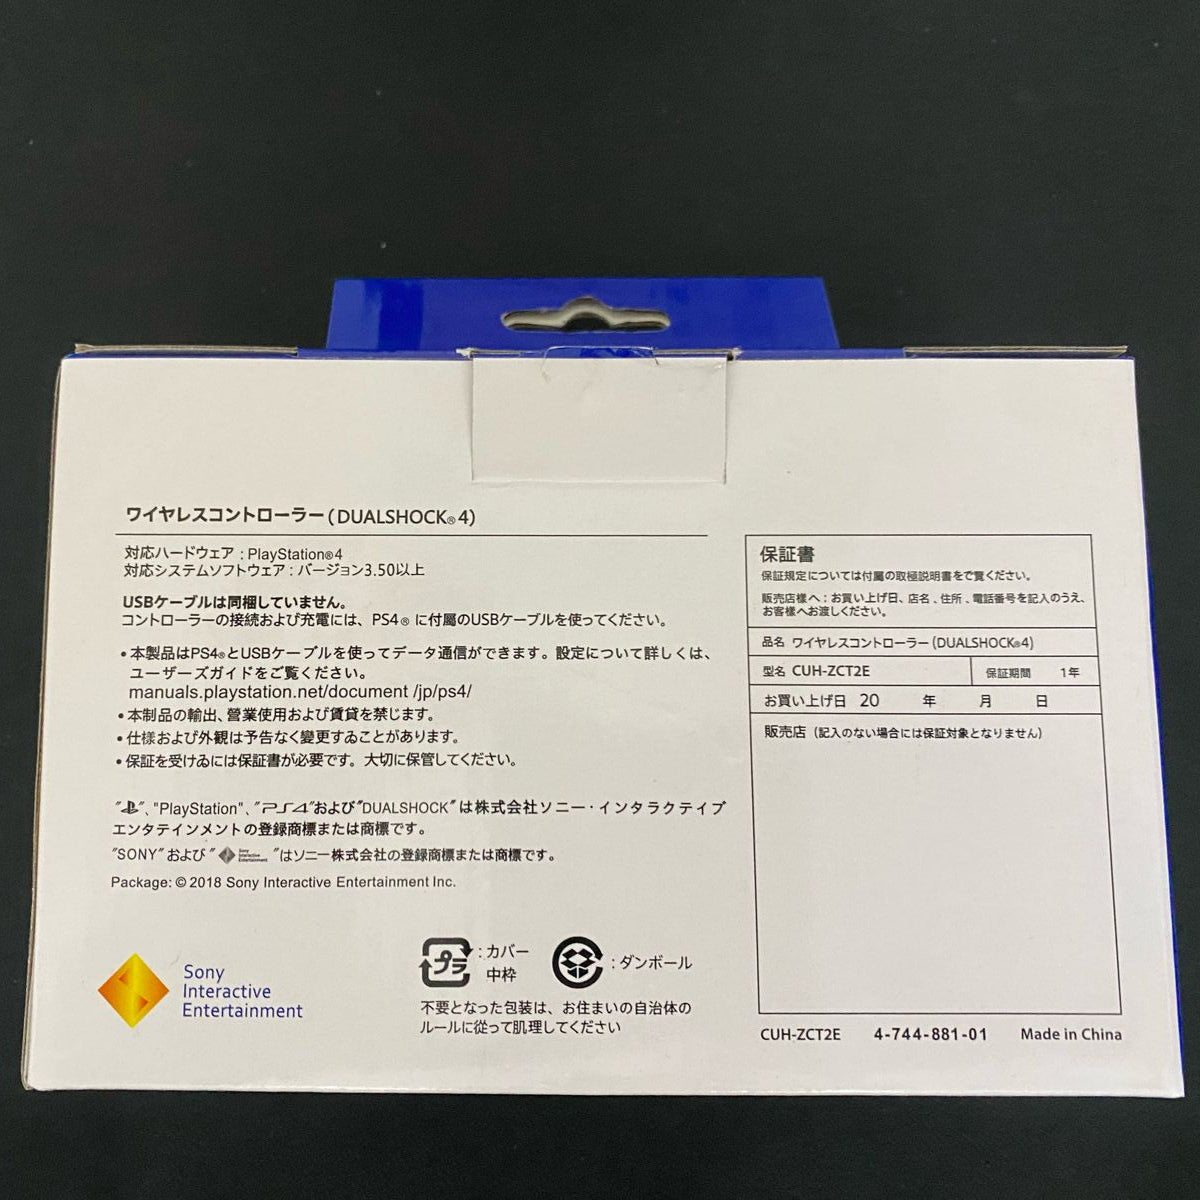 ワイヤレスコントローラー(DUALSHOCK®4)
対応ハードウェア : PlayStation®4
対応システムソフトウェア : バージョン3.50以上
USBケーブルは同梱していません。
コントローラーの接続および充電には、PS4®に付属のUSBケーブルを使ってください。
•本製品はPS4®とUSBケーブルを使ってデータ通信ができます。設定について詳しくは、
ユーザーズガイドをご覧ください。
manuals.playstation.net/document /jp/ps4/
•本制品の輸出、営業使用および賃貸を禁じます。
•仕様および外観は予告なく変更すゐことがあります。
•保証を受けゐには保証書が必要です。大切に保管してください。
"PS"、"PlayStation"、"PS4"および"DUALSHOCK"は株式会社ソニー・インタラクティブ
エンタテインメントの登録商標または商標です。
"SONY"および"Sony Interactive Entertainment"はソニー株式会社の登録商標または商標です。
Package: © 2018 Sony Interactive Entertainment Inc.
Sony
Interactive
Entertainment
プラ : カバー
中枠
: ダンボール
不要となった包装は、お住まいの自治体の
ルールに従って肌理してください
保証書
保証規定については付属の取極説明書をご覧ください。
販売店様へ : お買い上げ日、店名、住所、電話番号を記入のうえ、
お客様へお渡しください。
品名 ワイヤレスコントローラー(DUALSHOCK®4)
型名 CUH-ZCT2E 保証期間 1年
お買い上げ日 20 年 月 日
販売店 (記入のない場合には保証対象となりません)
CUH-ZCT2E 4-744-881-01 Made in China